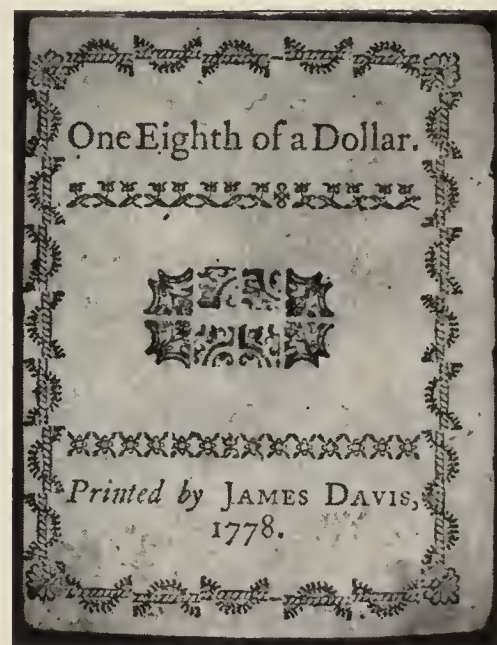 One Eighth of a Dollar.
Printed by JAMES DAVIS,
1778.